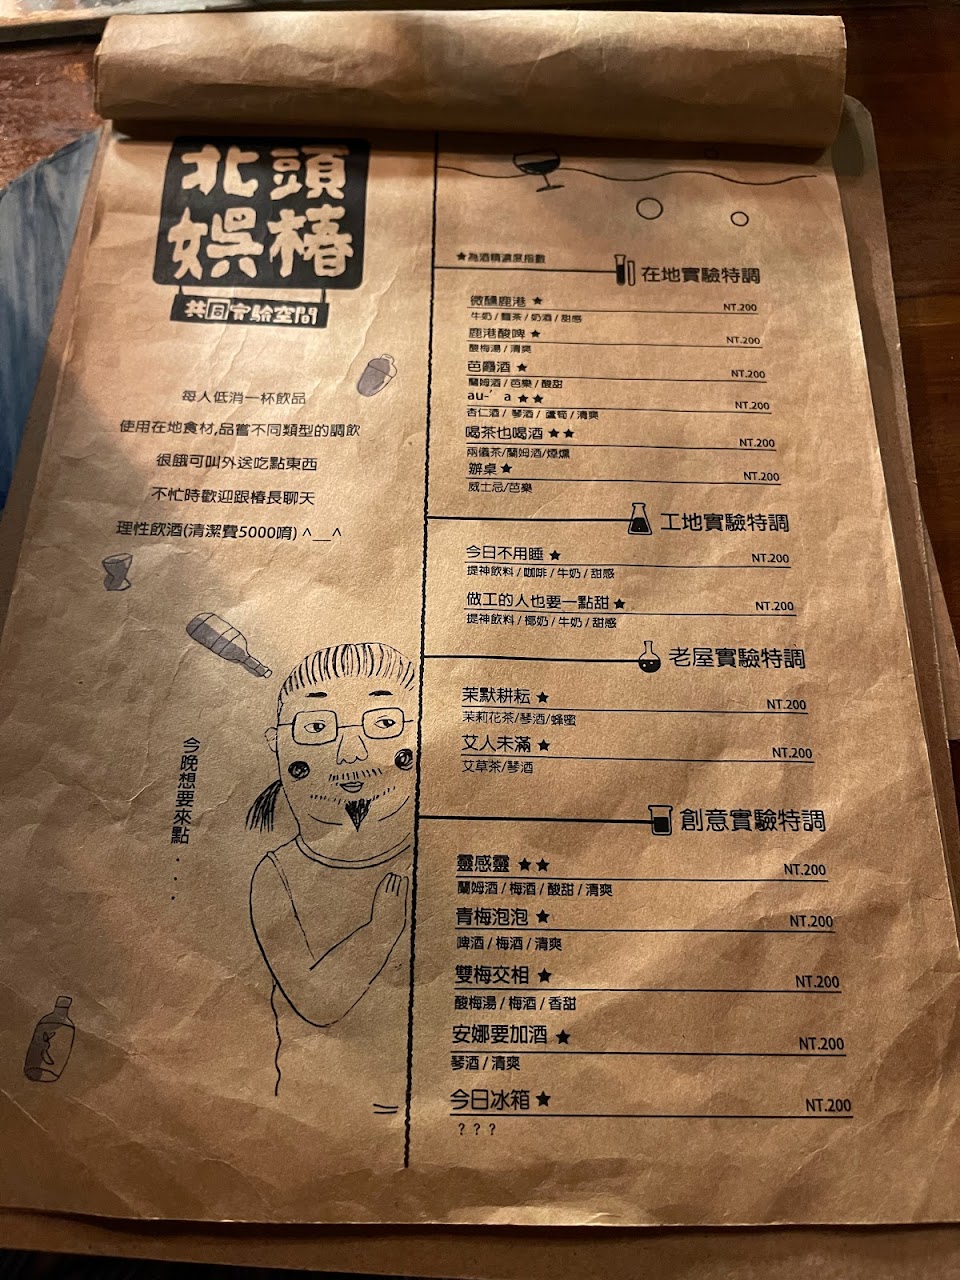 北頭
娛椿
共同實驗空間
每人低消一杯飲品
使用在地食材,品嘗不同類型的調飲
很餓可叫外送吃點東西
不忙時歡迎跟椿長聊天
理性飲酒(清潔費5000唷) ^__^
今晚想要來點...
★為酒精濃度指數
在地實驗特調
微醺鹿港 ★ NT.200
牛奶 / 麵茶 / 奶酒 / 甜感
鹿港酸啤 ★ NT.200
酸梅湯 / 清爽
芭樂酒 ★ NT.200
蘭姆酒 / 芭樂 / 酸甜
au-ˊ a ★★ NT.200
杏仁酒 / 琴酒 / 蘆筍 / 清爽
喝茶也喝酒 ★★ NT.200
兩儀茶/蘭姆酒/煙燻
辦桌 ★ NT.200
威士忌/芭樂
工地實驗特調
今日不用睡 ★ NT.200
提神飲料 / 咖啡 / 牛奶 / 甜感
做工的人也要一點甜 ★ NT.200
提神飲料 / 椰奶 / 牛奶 / 甜感
老屋實驗特調
茉默耕耘 ★ NT.200
茉莉花茶/琴酒/蜂蜜
艾人未滿 ★ NT.200
艾草茶/琴酒
創意實驗特調
靈感靈 ★★ NT.200
蘭姆酒 / 梅酒 / 酸甜 / 清爽
青梅泡泡 ★ NT.200
啤酒 / 梅酒 / 清爽
雙梅交相 ★ NT.200
酸梅湯 / 梅酒 / 香甜
安娜要加酒 ★ NT.200
琴酒 / 清爽
今日冰箱 ★ NT.200
? ? ?